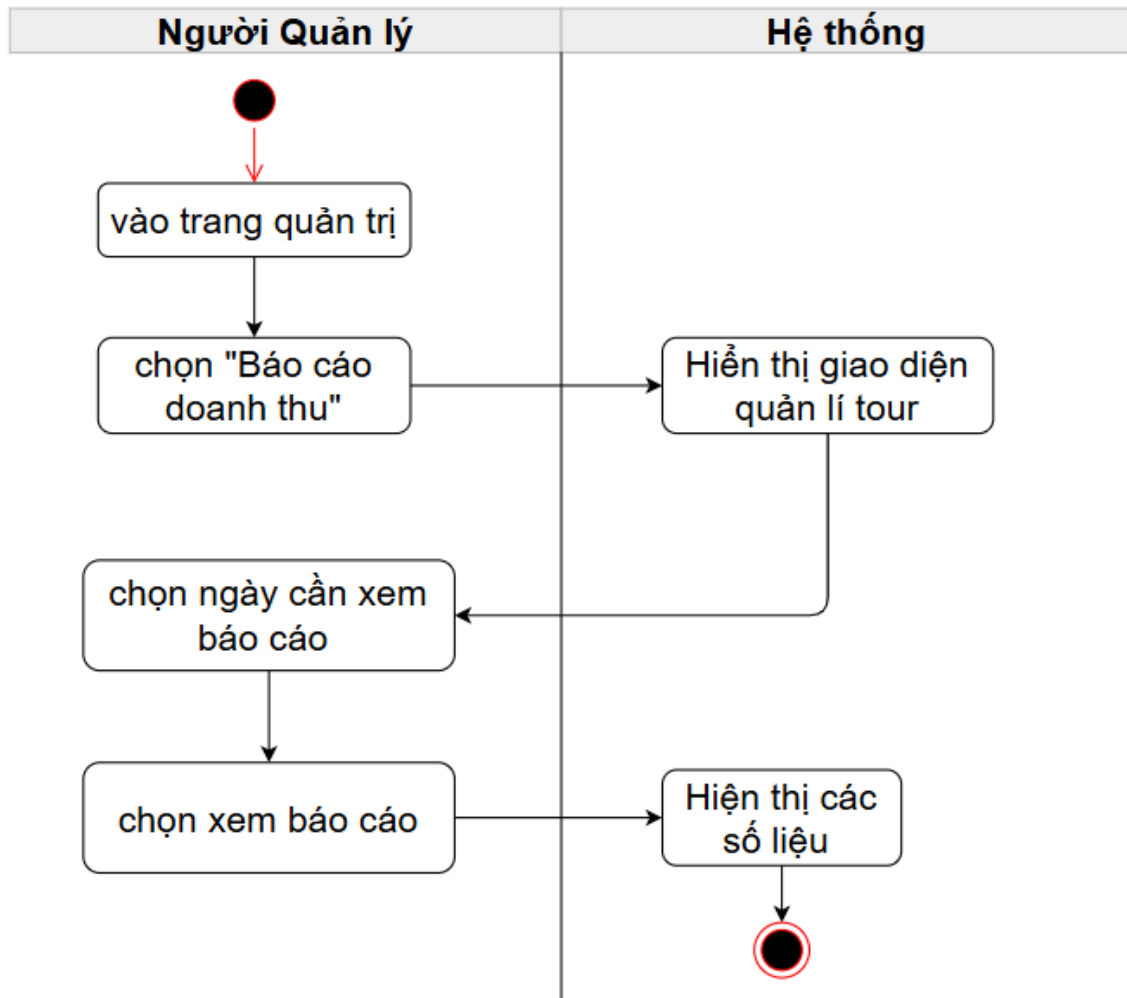 Người Quản lý
Hệ thống
vào trang quản trị
chọn "Báo cáo
doanh thu"
Hiển thị giao diện
quản lí tour
chọn ngày cần xem
báo cáo
chọn xem báo cáo
Hiện thị các
số liệu